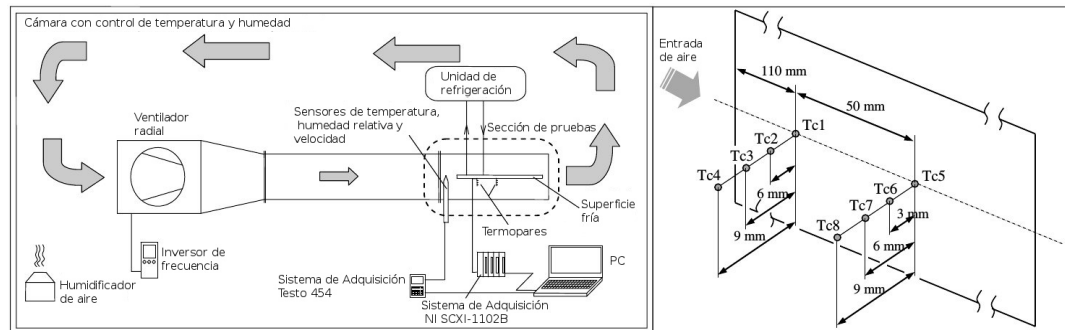 Cámara con control de temperatura y humedad
Unidad de
refrigeración
Ventilador
radial
Sensores de temperatura,
humedad relativa y
velocidad
Sección de pruebas
Superficie
fría
Termopares
Inversor de
frecuencia
Humidificador
de aire
Sistema de Adquisición
Testo 454
Sistema de Adquisición
NI SCXI-1102B
PC
Entrada
de aire
110 mm
50 mm
Tc1
Tc2
Tc3
Tc4
Tc5
Tc6
Tc7
Tc8
6 mm
9 mm
3 mm
6 mm
9 mm